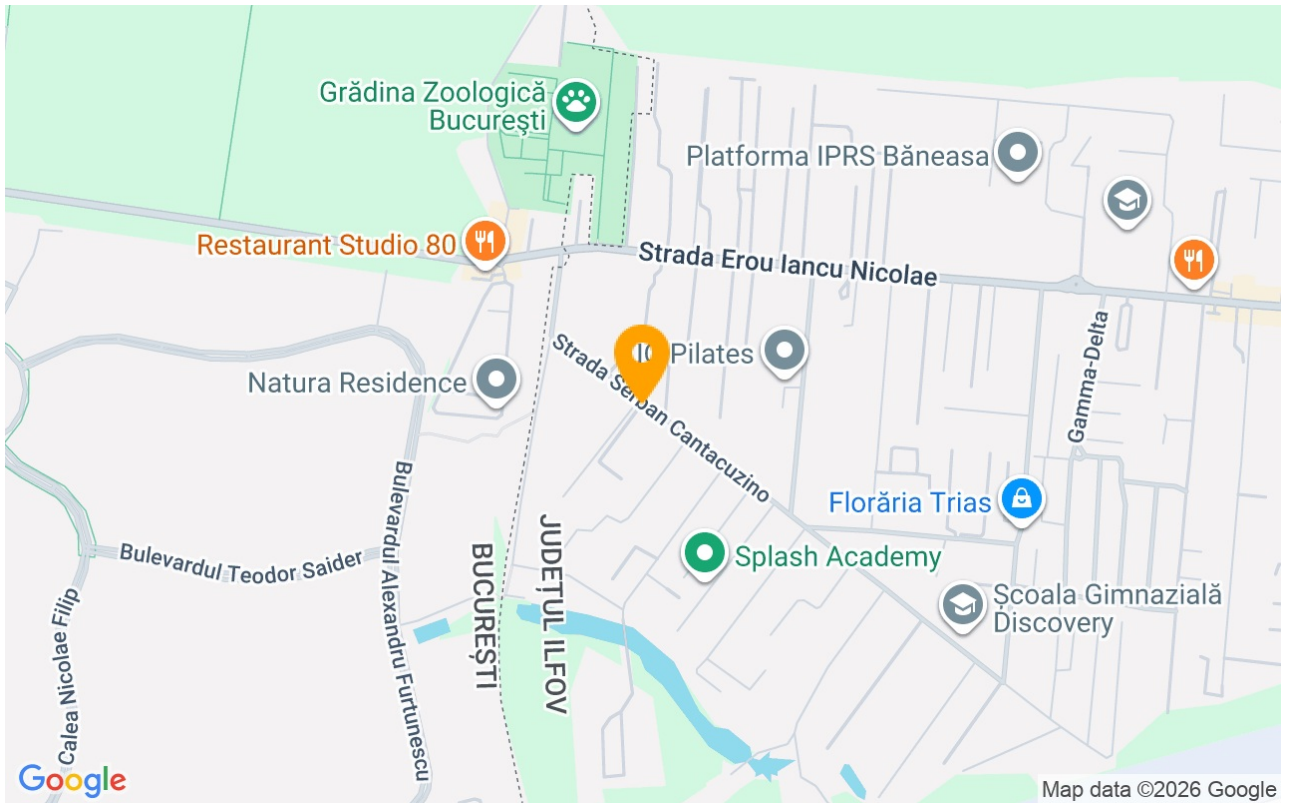 Grădina Zoologică
București
Platforma IPRS Băneasa
Restaurant Studio 80
Strada Erou Iancu Nicolae
Pilates
Strada Serban Cantacuzino
Natura Residence
Gamma-Delta
Florăria Trias
Bulevardul Teodor Saider
Bulevardul Alexandru Furtunescu
Calea Nicolae Filip
BUCUREȘTI
JUDEȚUL ILFOV
Splash Academy
Școala Gimnazială
Discovery
Google
Map data ©2026 Google